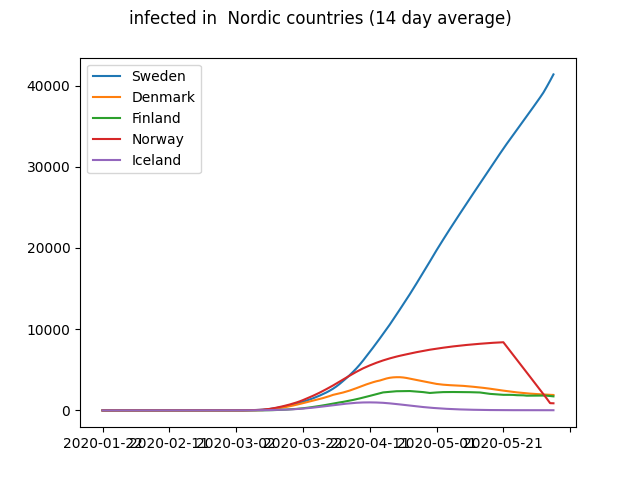 infected in  Nordic countries (14 day average)
Sweden
Denmark
Finland
Norway
Iceland
40000
30000
20000
10000
0
2020-01-22 2020-02-11 2020-03-02 2020-03-22 2020-04-11 2020-05-01 2020-05-21